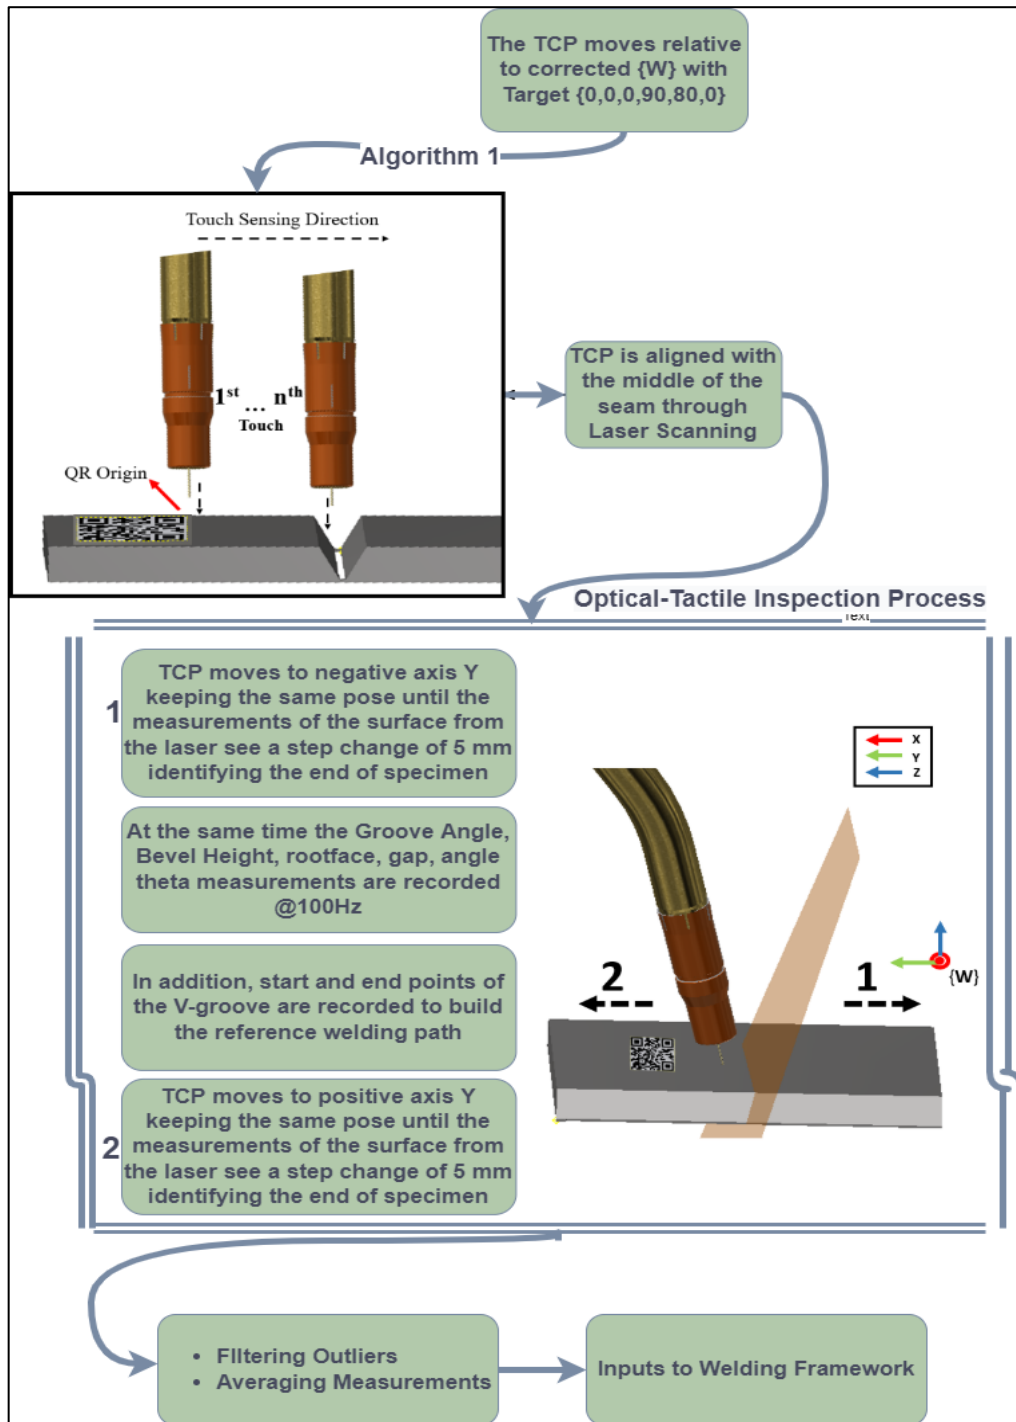 The TCP moves relative
to corrected {W} with
Target {0,0,0,90,80,0}
Algorithm 1
Touch Sensing Direction
1st ... nth
Touch
QR Origin
TCP is aligned with
the middle of the
seam through
Laser Scanning
Optical-Tactile Inspection Process
Text
1
TCP moves to negative axis Y
keeping the same pose until the
measurements of the surface from
the laser see a step change of 5 mm
identifying the end of specimen
At the same time the Groove Angle,
Bevel Height, rootface, gap, angle
theta measurements are recorded
@100Hz
In addition, start and end points of
the V-groove are recorded to build
the reference welding path
2
TCP moves to positive axis Y
keeping the same pose until the
measurements of the surface from
the laser see a step change of 5 mm
identifying the end of specimen
X
Y
Z
2
1
{W}
• FIltering Outliers
• Averaging Measurements
Inputs to Welding Framework